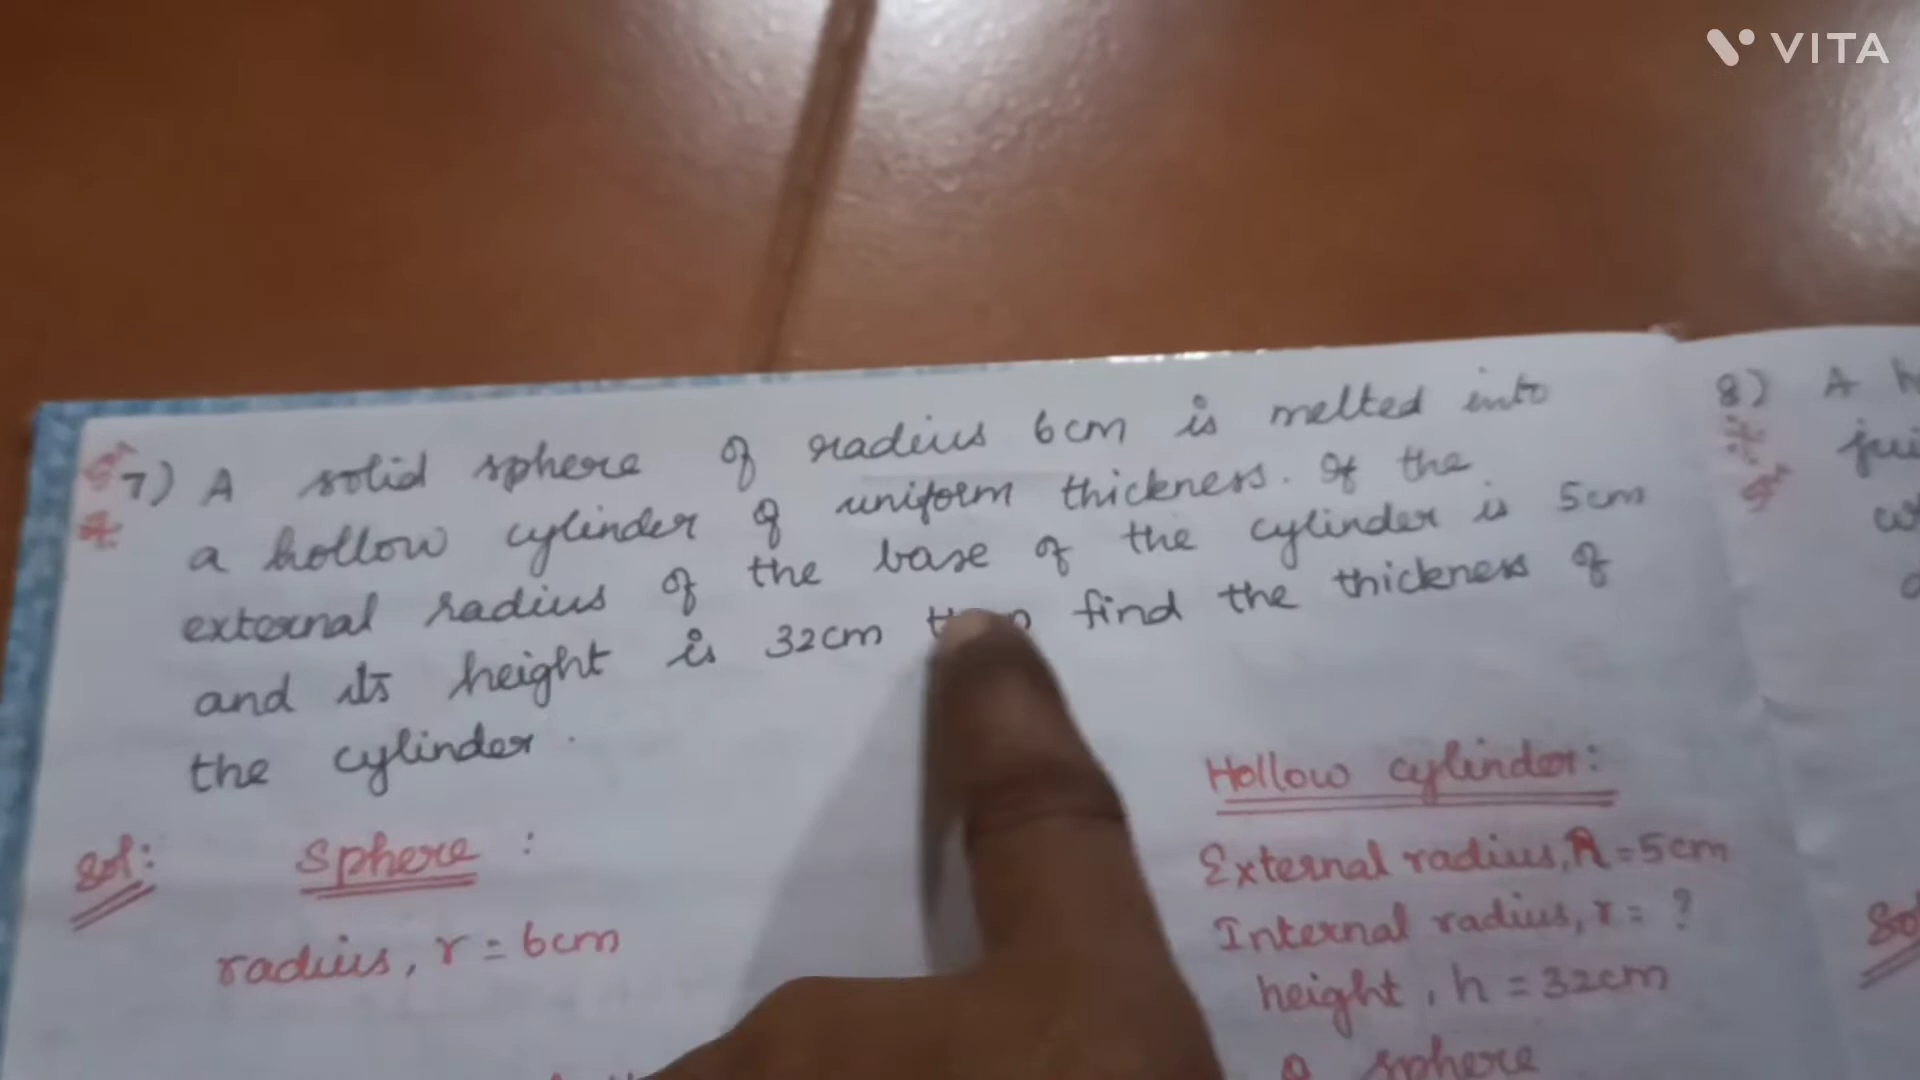 VITA
7) A solid sphere of radius 6cm is melted into
a hollow cylinder of uniform thickness. If the
external radius of the base of the cylinder is 5cm
and its height is 32cm find the thickness of
the cylinder.
Sol: Sphere :
radius, r = 6cm
Hollow cylinder:
External radius, R = 5cm
Internal radius, r = ?
height, h = 32cm
sphere
8) A